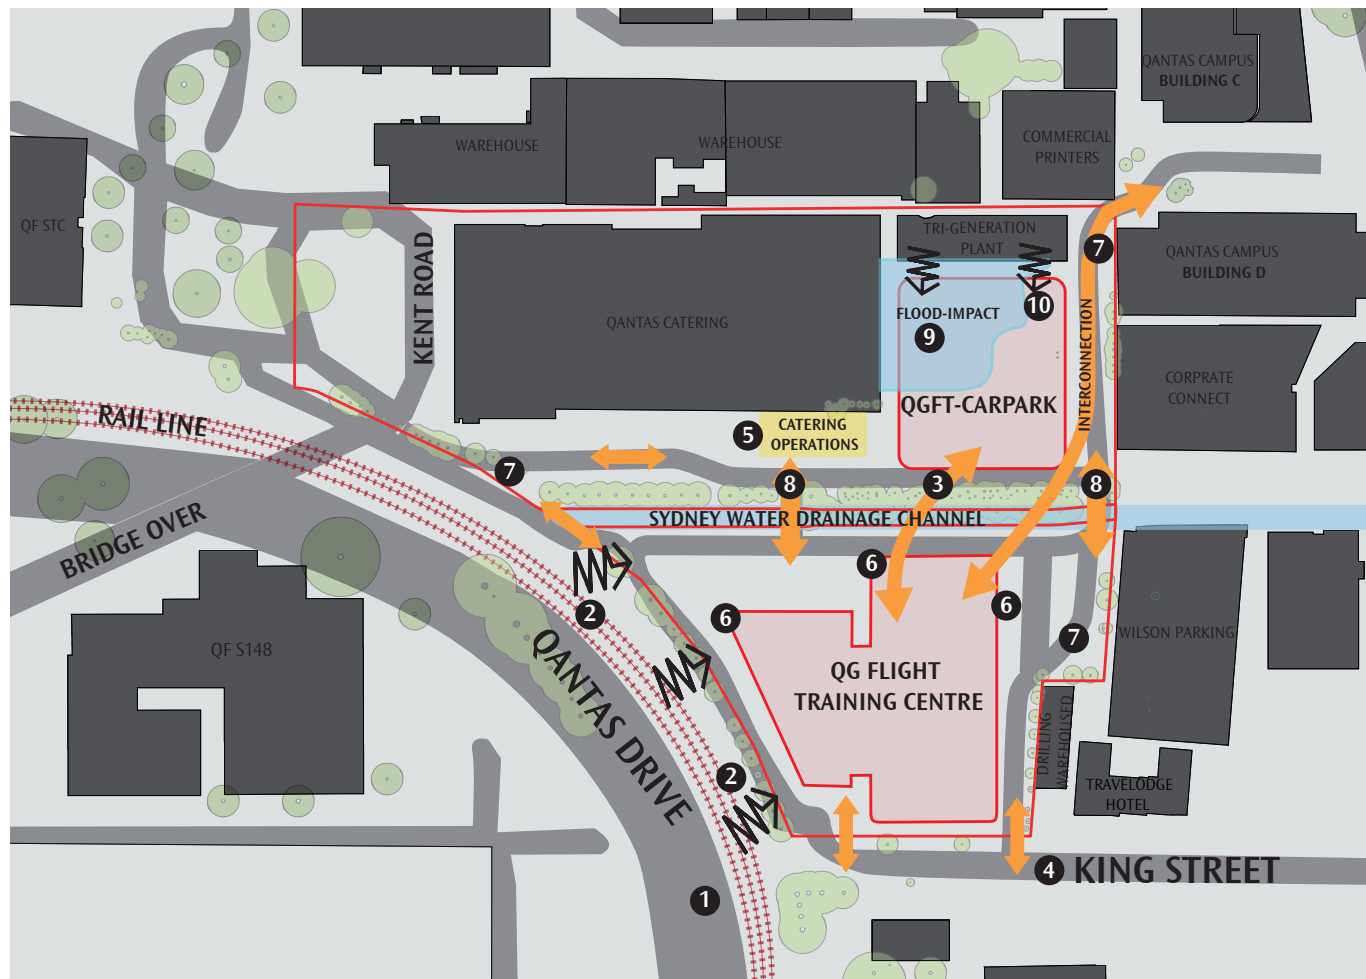 QANTAS CAMPUS
BUILDING C
WAREHOUSE
WAREHOUSE
COMMERCIAL
PRINTERS
QF STC
KENT ROAD
TRI-GENERATION
PLANT
7
QANTAS CAMPUS
BUILDING D
QANTAS CATERING
FLOOD-IMPACT
9
10
INTERCONNECTION
CORPRATE
CONNECT
QGFT-CARPARK
RAIL LINE
5
CATERING
OPERATIONS
7
8
3
8
SYDNEY WATER DRAINAGE CHANNEL
BRIDGE OVER
2
6
6
6
7
WILSON PARKING
QF S148
QANTAS DRIVE
QG FLIGHT
TRAINING CENTRE
DRILLING
WAREHOUSED
2
TRAVELODGE
HOTEL
4
KING STREET
1